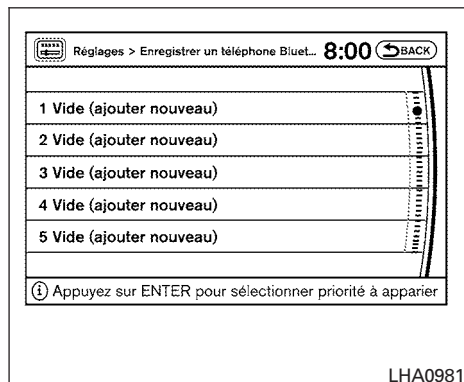 Réglages > Enregistrer un téléphone Bluet... 8:00 BACK
1 Vide (ajouter nouveau)
2 Vide (ajouter nouveau)
3 Vide (ajouter nouveau)
4 Vide (ajouter nouveau)
5 Vide (ajouter nouveau)
i Appuyez sur ENTER pour sélectionner priorité à apparier
LHA0981